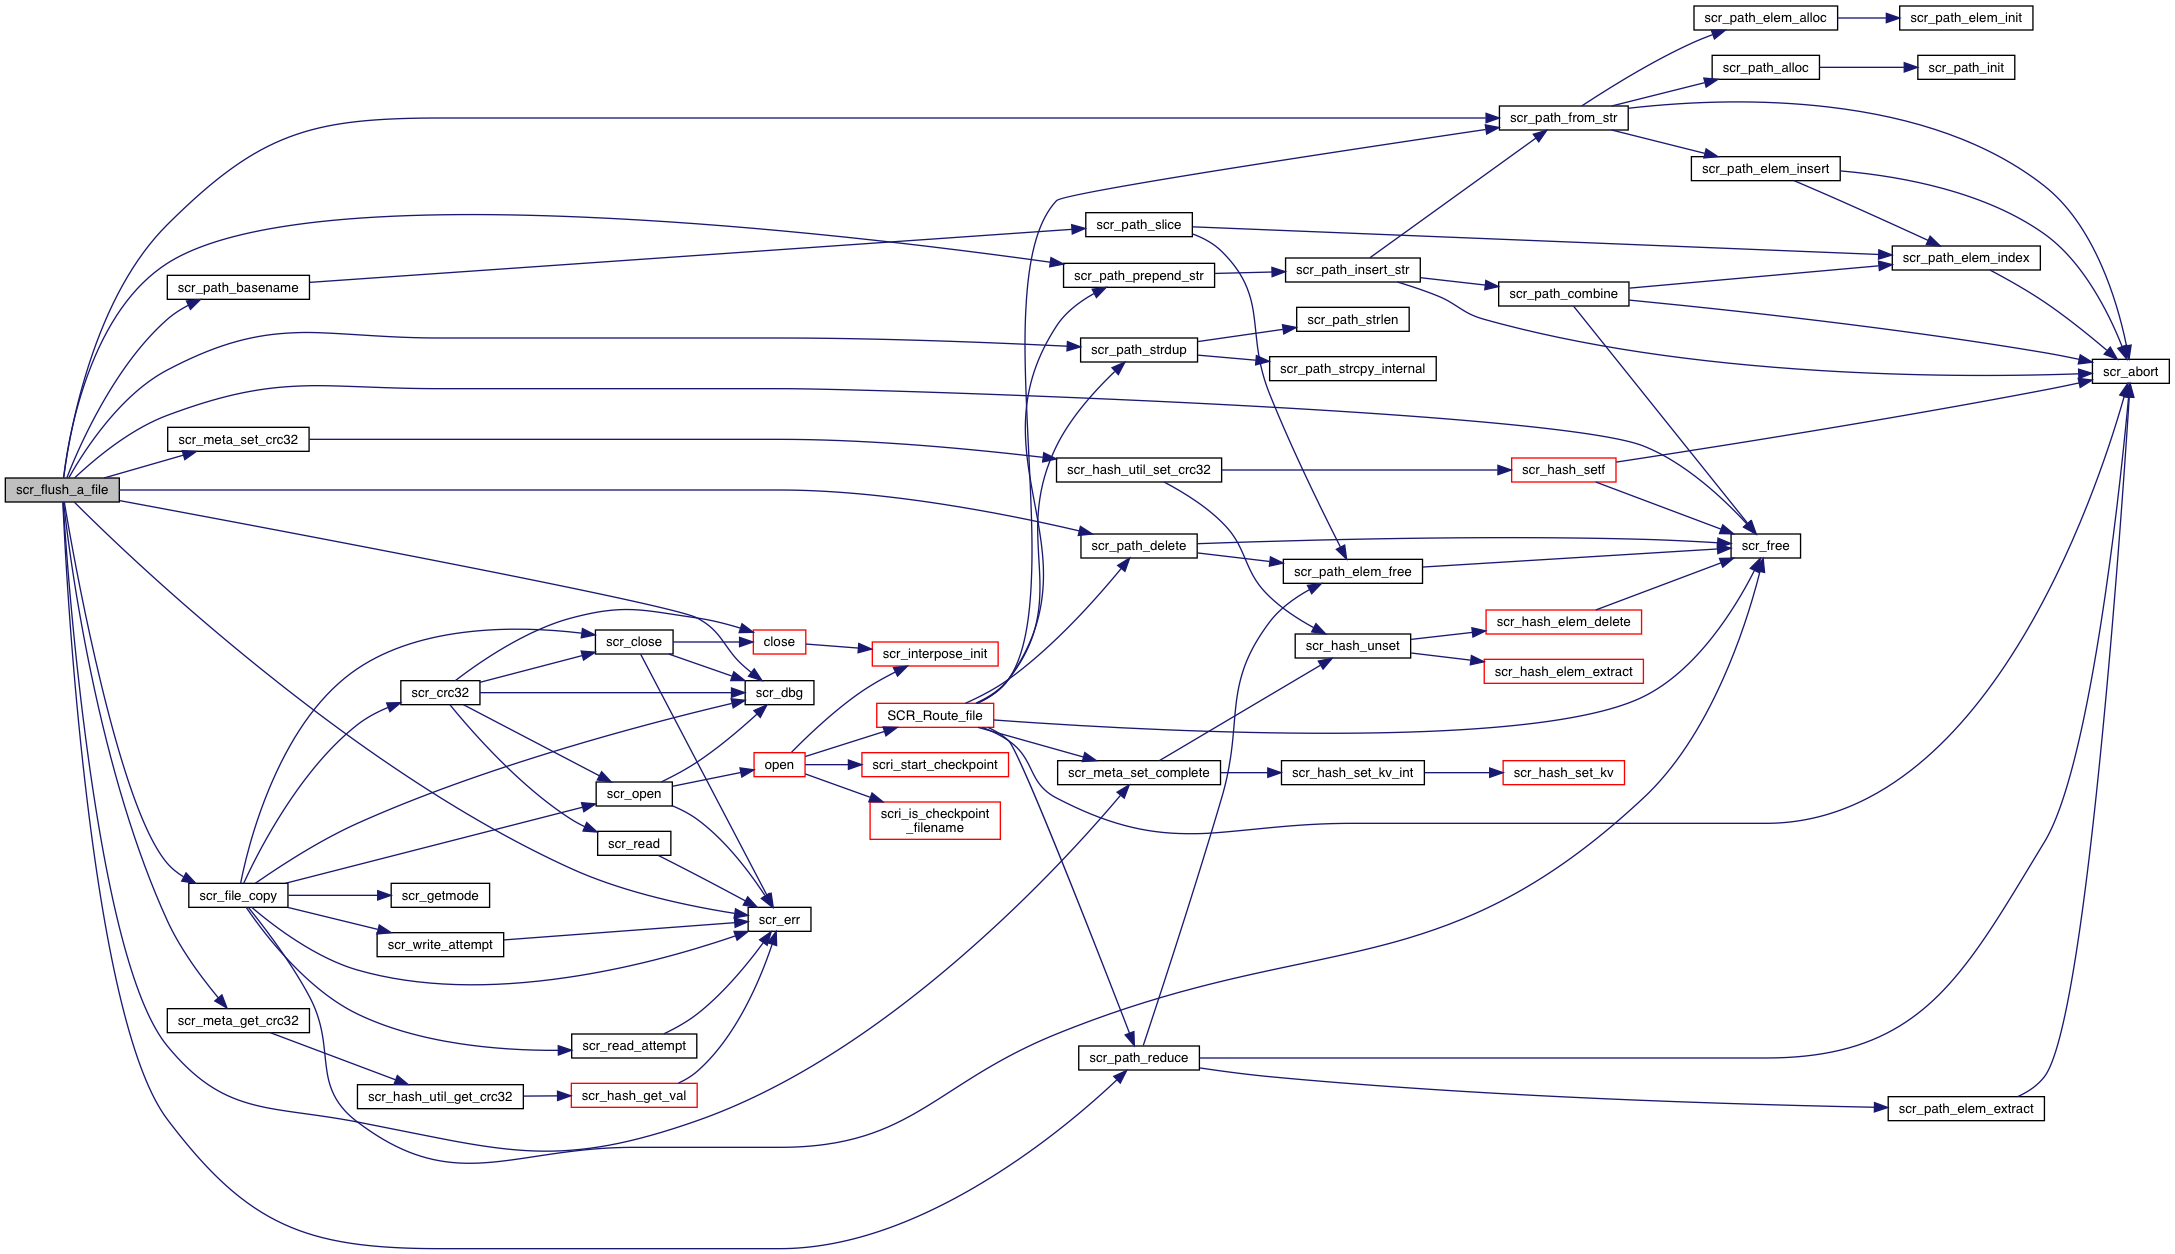 scr_path_elem_alloc
scr_path_elem_init
scr_path_alloc
scr_path_init
scr_path_from_str
scr_path_elem_insert
scr_path_slice
scr_path_elem_index
scr_path_prepend_str
scr_path_insert_str
scr_path_basename
scr_path_combine
scr_path_strlen
scr_path_strdup
scr_path_strcpy_internal
scr_abort
scr_meta_set_crc32
scr_hash_util_set_crc32
scr_hash_setf
scr_flush_a_file
scr_path_delete
scr_free
scr_path_elem_free
scr_hash_elem_delete
scr_close
close
scr_hash_unset
scr_interpose_init
scr_hash_elem_extract
scr_crc32
scr_dbg
SCR_Route_file
open
scri_start_checkpoint
scr_meta_set_complete
scr_hash_set_kv_int
scr_hash_set_kv
scr_open
scri_is_checkpoint
_filename
scr_read
scr_file_copy
scr_getmode
scr_err
scr_write_attempt
scr_meta_get_crc32
scr_read_attempt
scr_path_reduce
scr_hash_util_get_crc32
scr_hash_get_val
scr_path_elem_extract